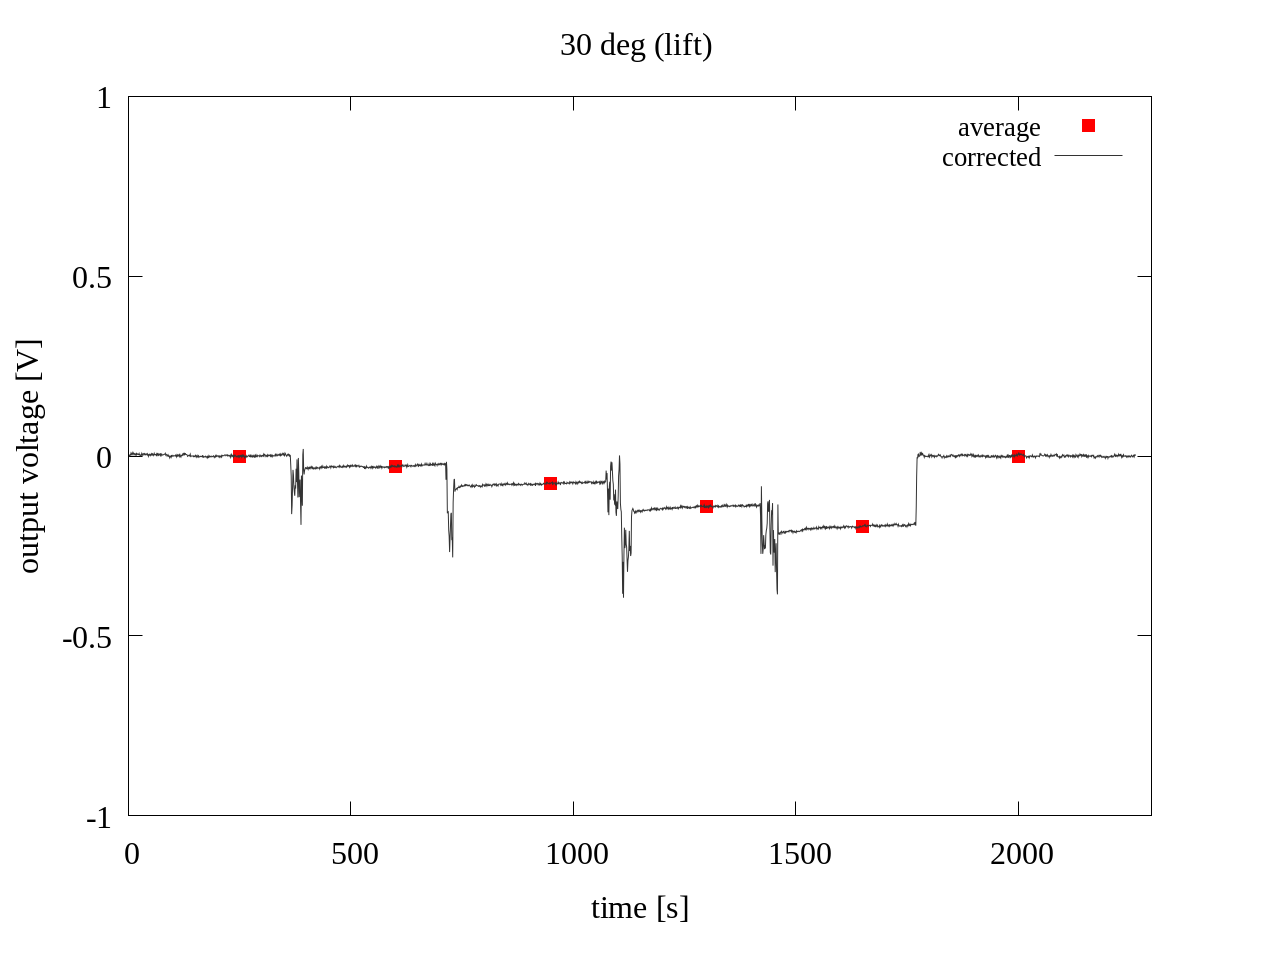 30 deg (lift)
1
0.5
0
-0.5
-1
output voltage [V]
average
corrected
0 500 1000 1500 2000
time [s]